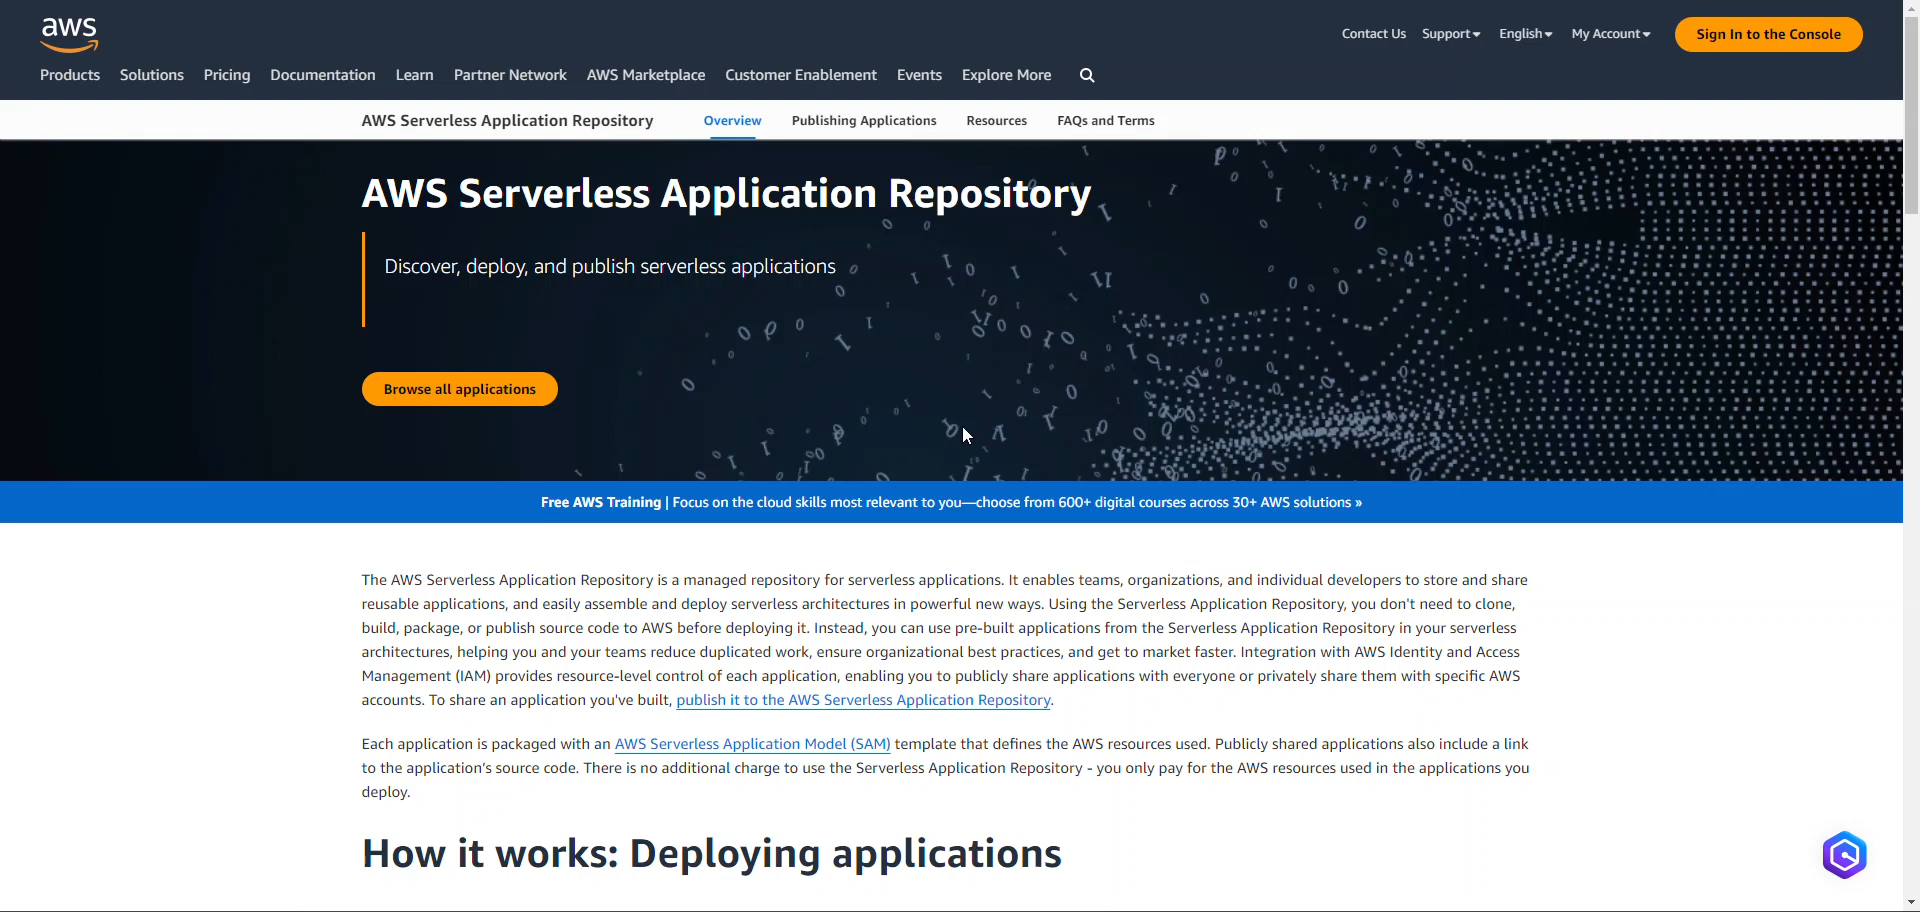 aws
Contact Us Support English My Account Sign In to the Console
Products Solutions Pricing Documentation Learn Partner Network AWS Marketplace Customer Enablement Events Explore More
AWS Serverless Application Repository Overview Publishing Applications Resources FAQs and Terms
AWS Serverless Application Repository
Discover, deploy, and publish serverless applications
Browse all applications
Free AWS Training | Focus on the cloud skills most relevant to you—choose from 600+ digital courses across 30+ AWS solutions »
The AWS Serverless Application Repository is a managed repository for serverless applications. It enables teams, organizations, and individual developers to store and share
reusable applications, and easily assemble and deploy serverless architectures in powerful new ways. Using the Serverless Application Repository, you don't need to clone,
build, package, or publish source code to AWS before deploying it. Instead, you can use pre-built applications from the Serverless Application Repository in your serverless
architectures, helping you and your teams reduce duplicated work, ensure organizational best practices, and get to market faster. Integration with AWS Identity and Access
Management (IAM) provides resource-level control of each application, enabling you to publicly share applications with everyone or privately share them with specific AWS
accounts. To share an application you've built, publish it to the AWS Serverless Application Repository.
Each application is packaged with an AWS Serverless Application Model (SAM) template that defines the AWS resources used. Publicly shared applications also include a link
to the application's source code. There is no additional charge to use the Serverless Application Repository - you only pay for the AWS resources used in the applications you
deploy.
How it works: Deploying applications